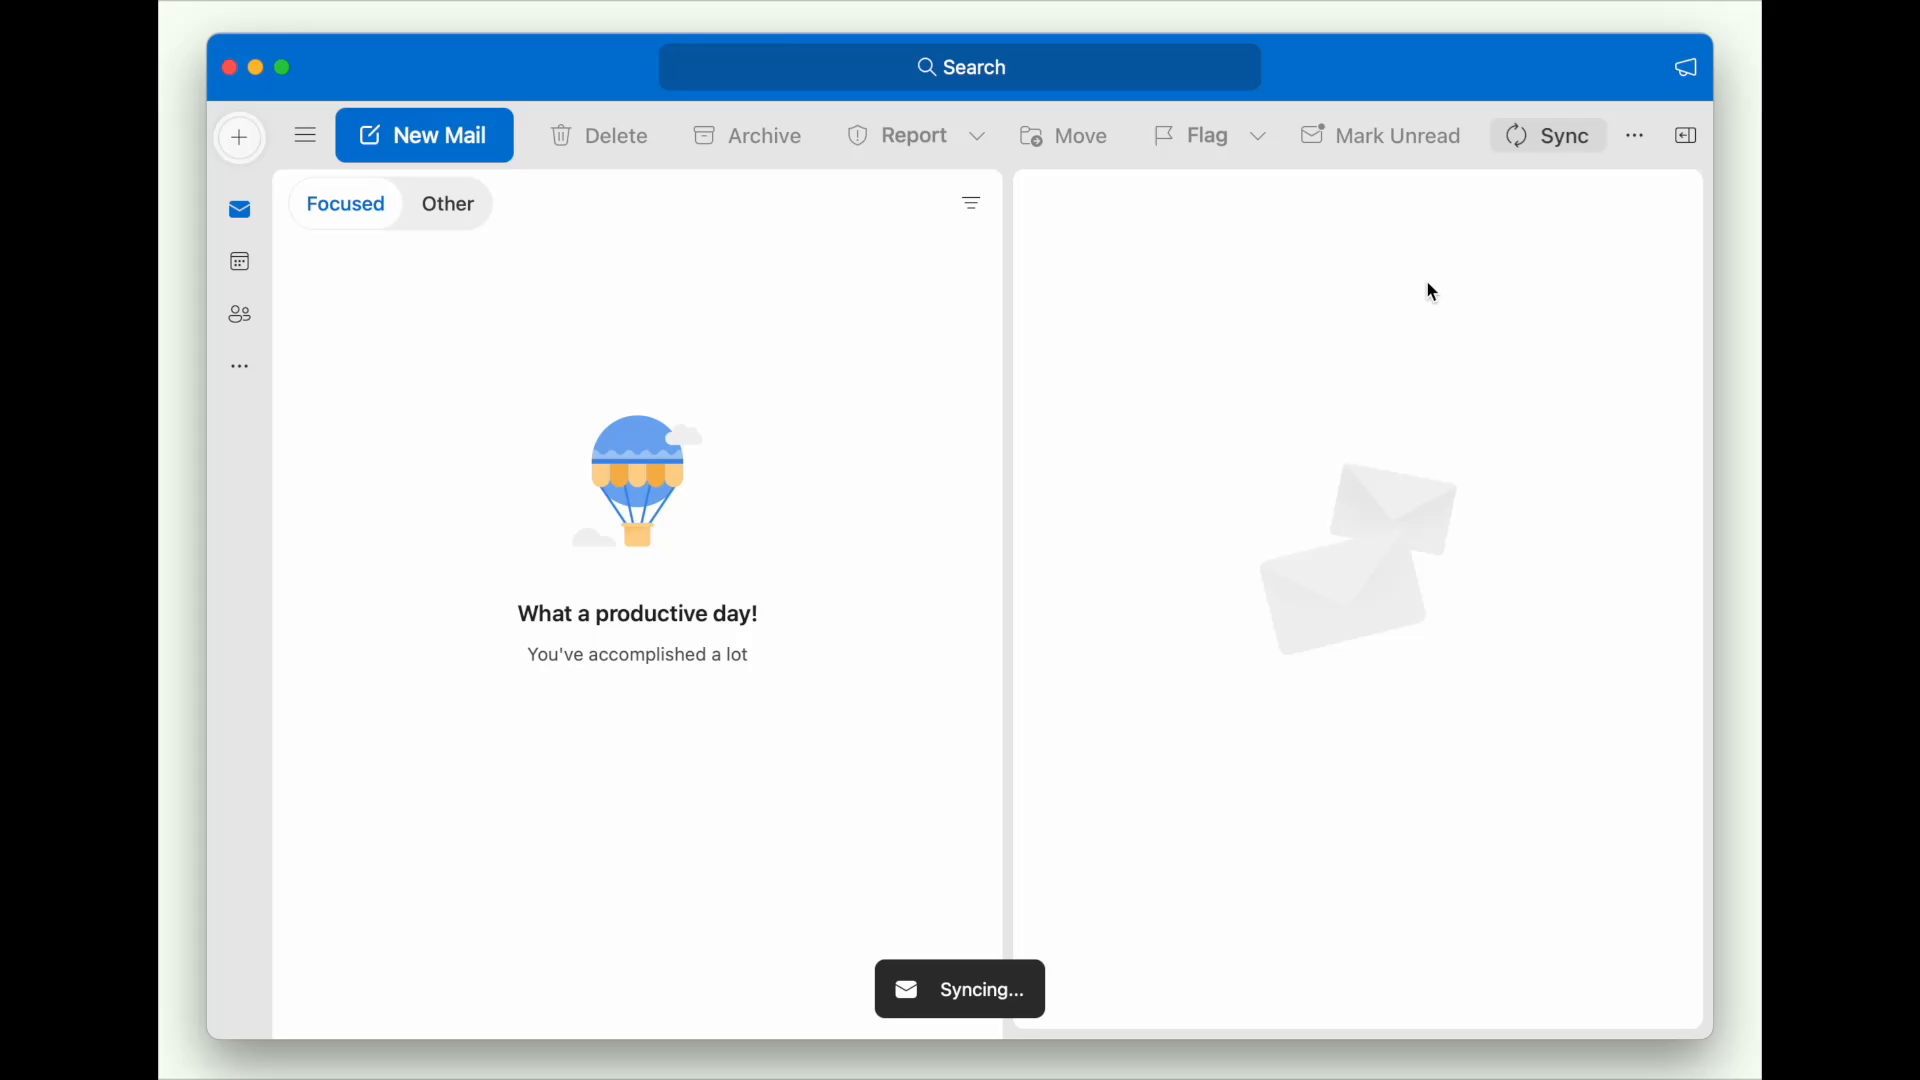 Search
New Mail
Delete
Archive
Report
Move
Flag
Mark Unread
Sync
Focused
Other
What a productive day!
You've accomplished a lot
Syncing...